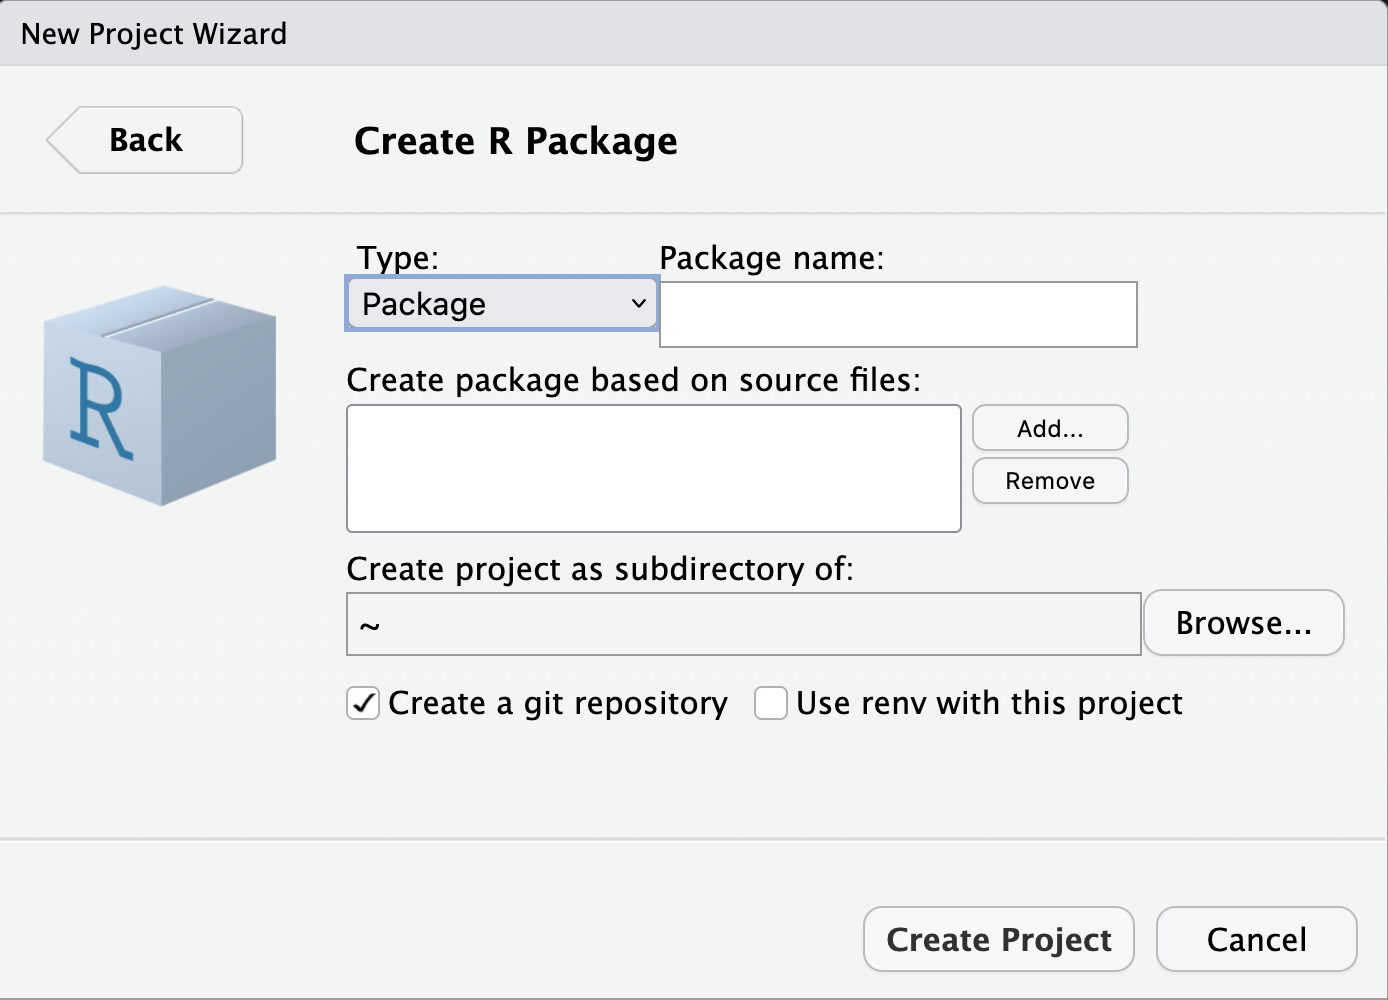 New Project Wizard
Back
Create R Package
Type:
Package name:
Package
R
Create package based on source files:
Add...
Remove
Create project as subdirectory of:
~
Browse...
Create a git repository
Use renv with this project
Create Project
Cancel